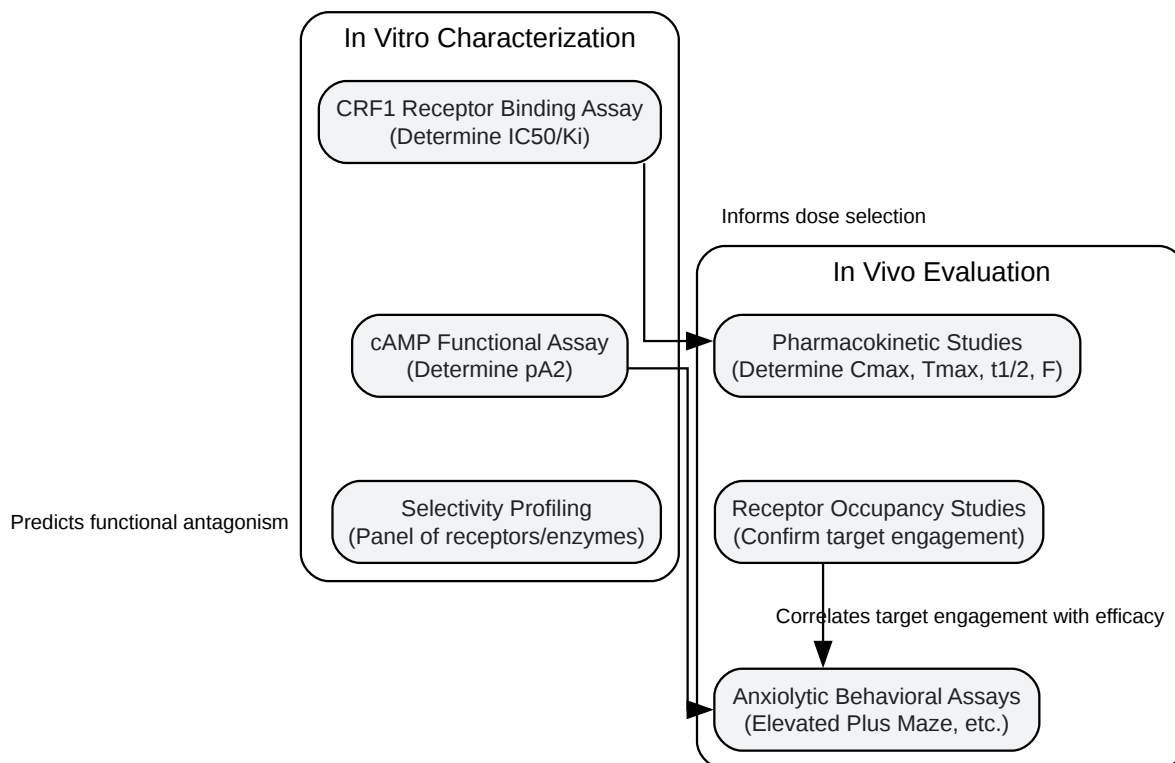 In Vitro Characterization
CRF1 Receptor Binding Assay
(Determine IC50/Ki)
Informs dose selection
In Vivo Evaluation
cAMP Functional Assay
(Determine pA2)
Pharmacokinetic Studies
(Determine Cmax, Tmax, t1/2, F)
Predicts functional antagonism
Selectivity Profiling
(Panel of receptors/enzymes)
Receptor Occupancy Studies
(Confirm target engagement)
Correlates target engagement with efficacy
Anxiolytic Behavioral Assays
(Elevated Plus Maze, etc.)